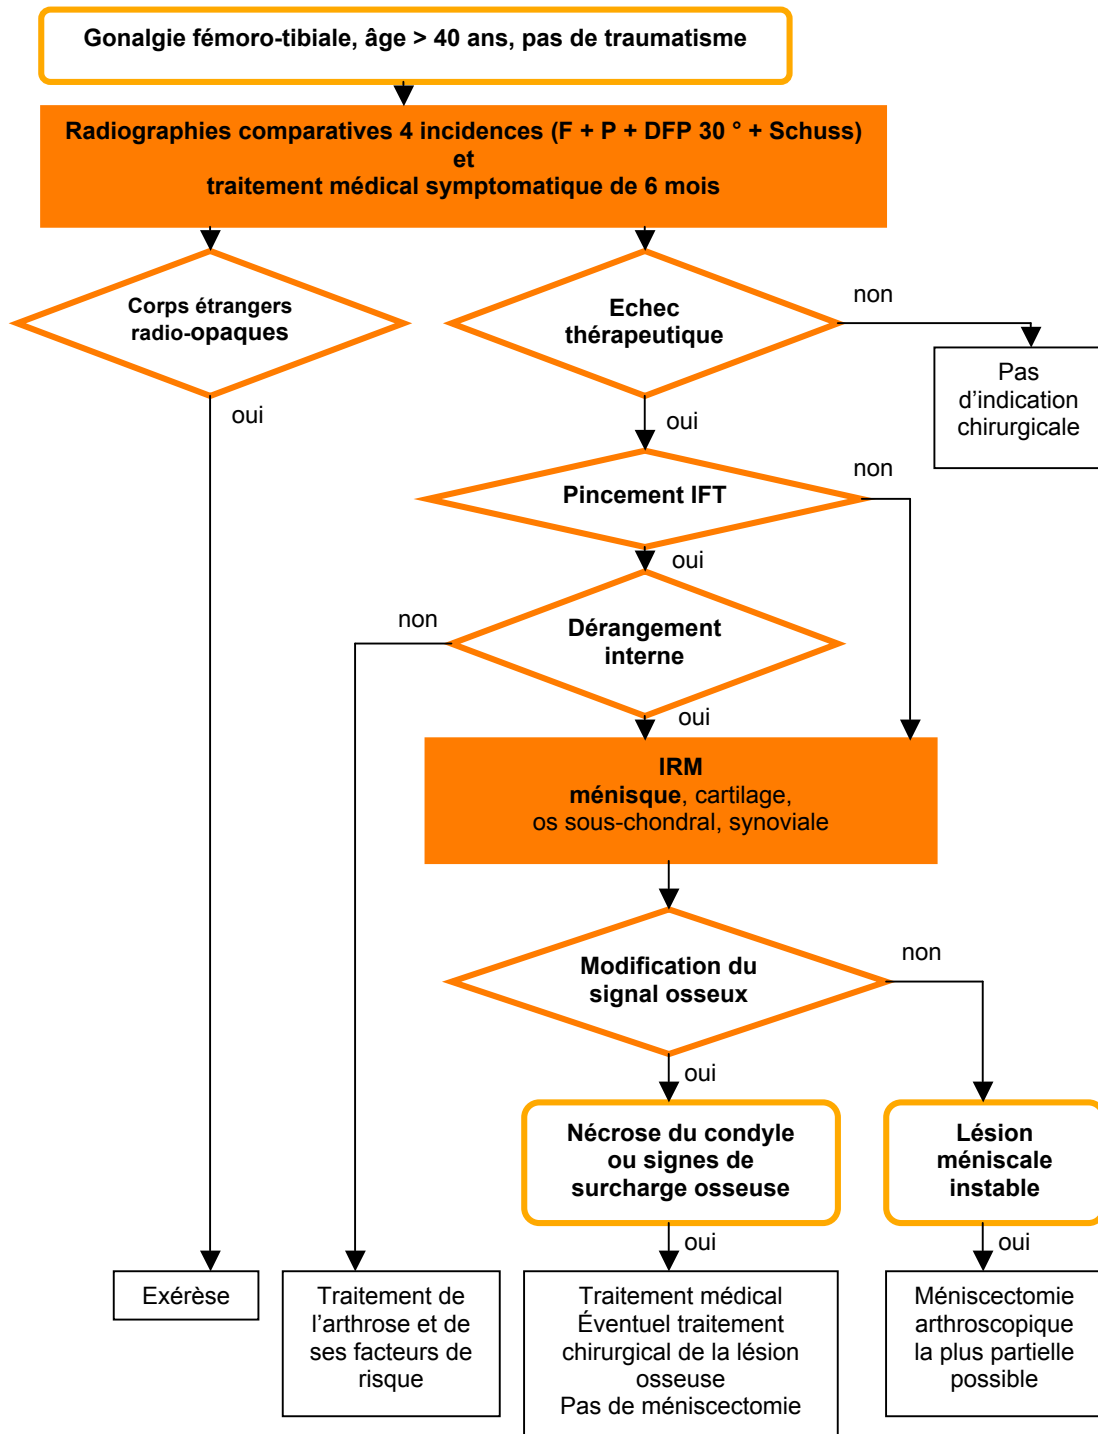 Gonalgie fémoro-tibiale, âge > 40 ans, pas de traumatisme
Radiographies comparatives 4 incidences (F + P + DFP 30 ° + Schuss)
et
traitement médical symptomatique de 6 mois
Corps étrangers
radio-opaques
Echec
thérapeutique
non
Pas
d’indication
chirurgicale
oui
oui
Pincement IFT
non
oui
Dérangement
interne
non
oui
IRM
ménisque, cartilage,
os sous-chondral, synoviale
Modification du
signal osseux
non
oui
Nécrose du condyle
ou signes de
surcharge osseuse
Lésion
méniscale
instable
oui
oui
Exérèse
Traitement de
l’arthrose et de
ses facteurs de
risque
Traitement médical
Éventuel traitement
chirurgical de la lésion
osseuse
Pas de méniscectomie
Méniscectomie
arthroscopique
la plus partielle
possible